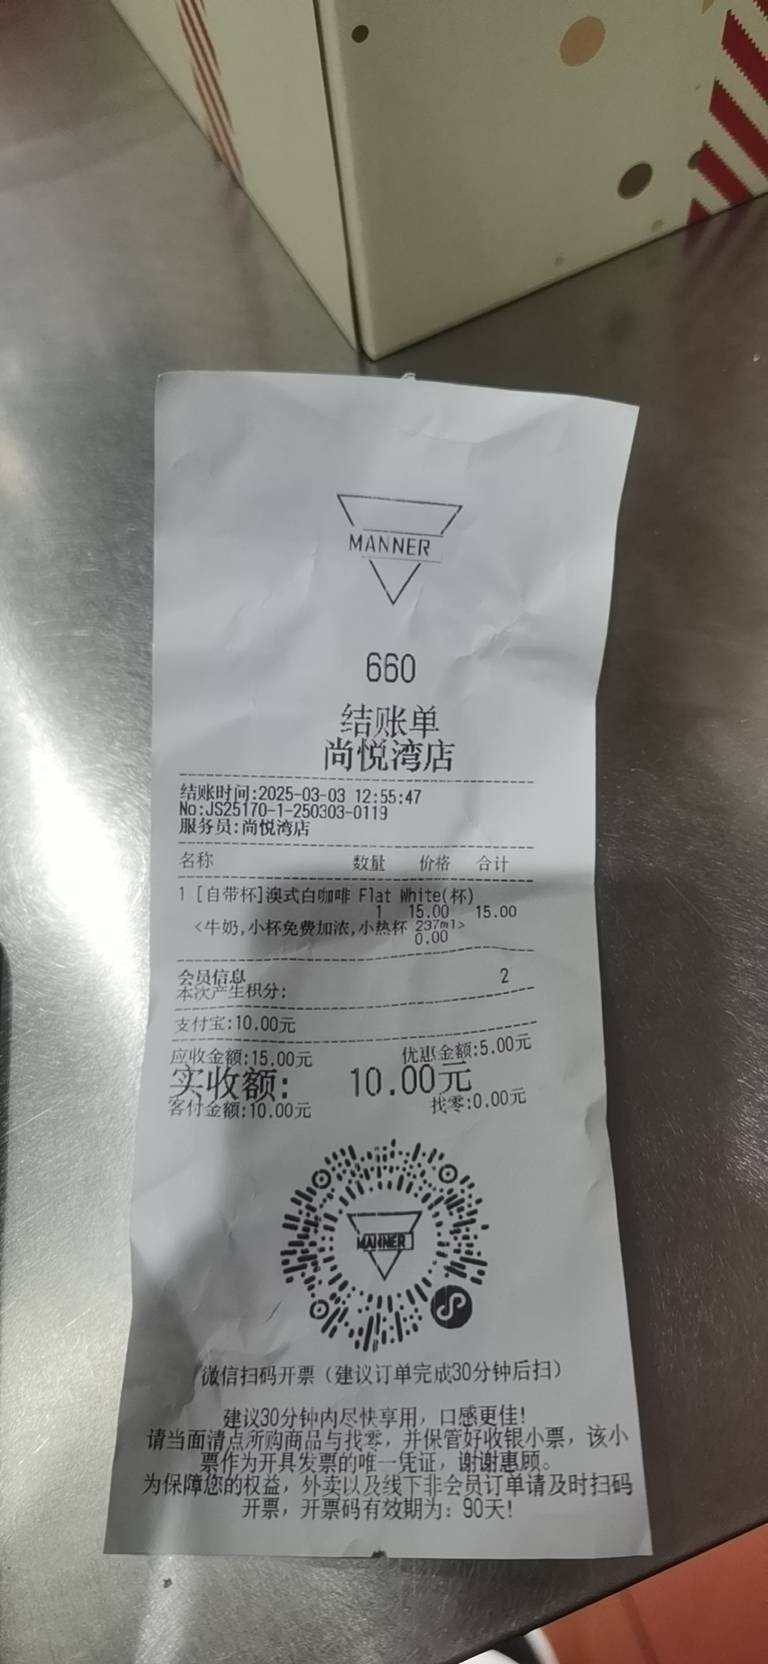 MANNER
660
结账单
尚悦湾店
结账时间:2025-03-03 12:55:47
No:JS25170-1-250303-0119
服务员:尚悦湾店
名称 数量 价格 合计
1 [自带杯]澳式白咖啡 Flat White(杯)
1 15.00 15.00
<牛奶,小杯免费加浓,小热杯 237ml>
0.00
会员信息
本次产生积分: 2
支付宝:10.00元
应收金额:15.00元 优惠金额:5.00元
实收额: 10.00元
客付金额:10.00元 找零:0.00元
MANNER
微信扫码开票（建议订单完成30分钟后扫）
建议30分钟内尽快享用，口感更佳!
请当面清点所购商品与找零，并保管好收银小票，该小
票作为开具发票的唯一凭证，谢谢惠顾。
为保障您的权益，外卖以及线下非会员订单请及时扫码
开票，开票码有效期为：90天!